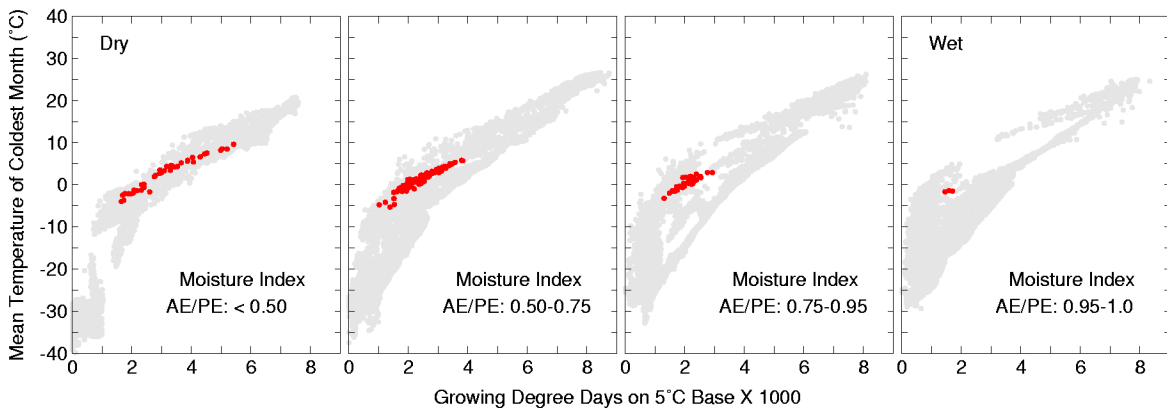 Mean Temperature of Coldest Month (˚C)
40
30
20
10
0
-10
-20
-30
-40
Dry
Wet
Moisture Index
AE/PE: < 0.50
Moisture Index
AE/PE: 0.50-0.75
Moisture Index
AE/PE: 0.75-0.95
Moisture Index
AE/PE: 0.95-1.0
0 2 4 6 8 0 2 4 6 8 0 2 4 6 8 0 2 4 6 8
Growing Degree Days on 5˚C Base X 1000